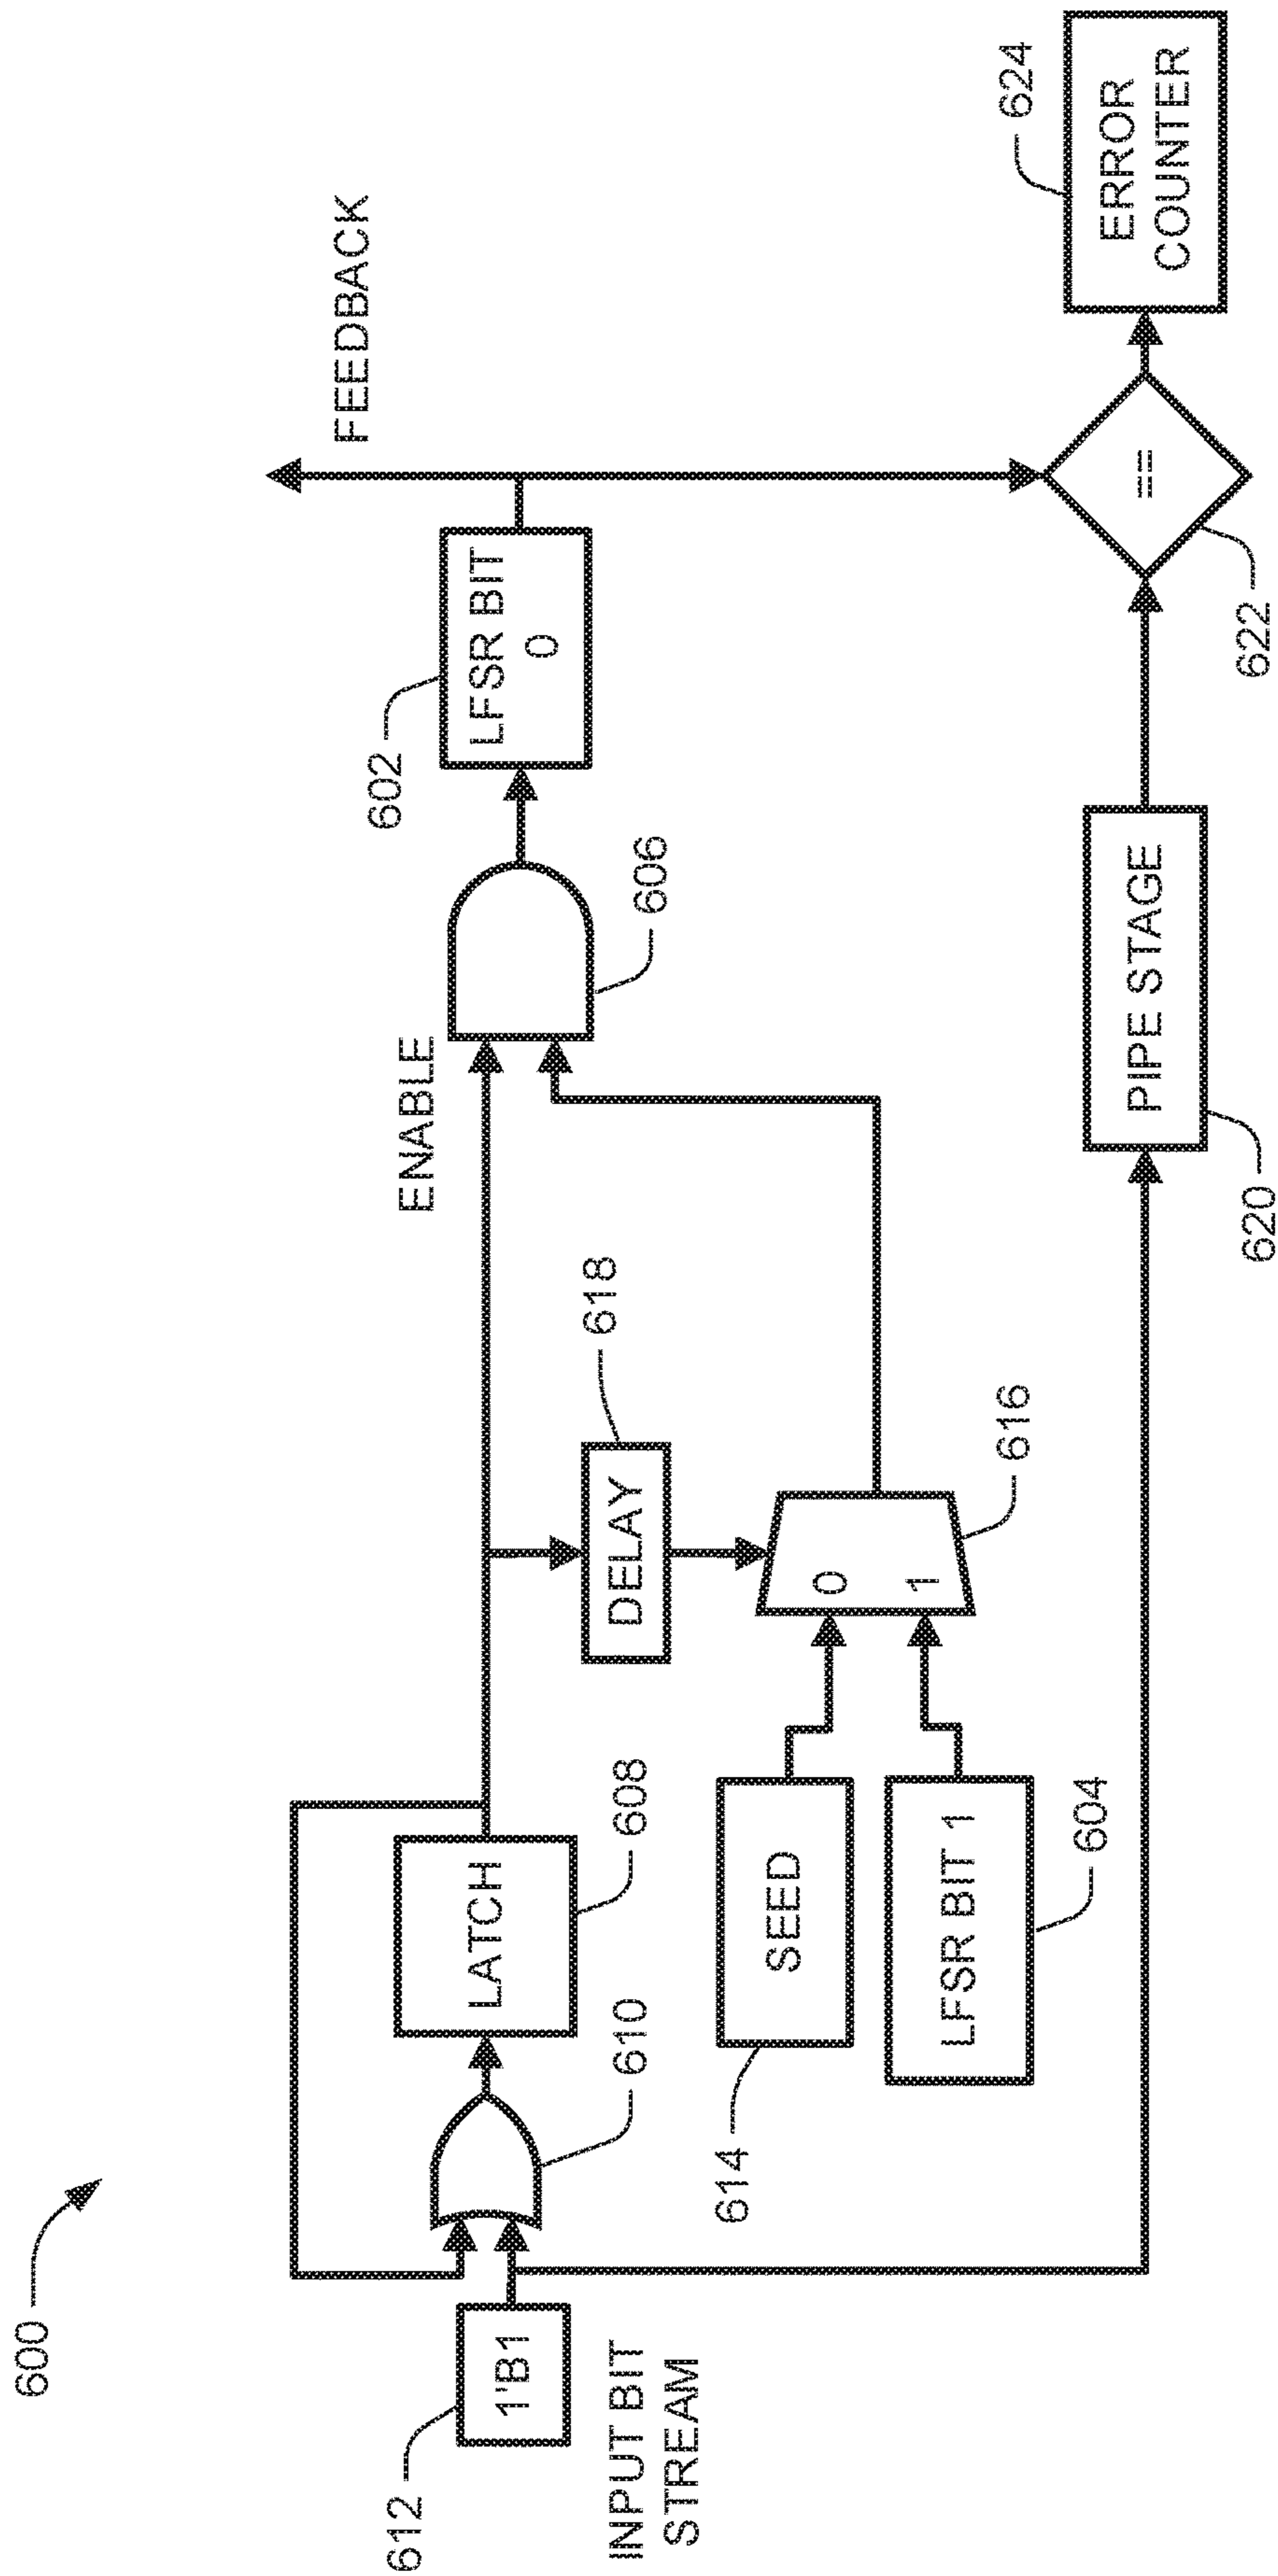 600
FEEDBACK
602
LFSR BIT
0
624
ERROR
COUNTER
ENABLE
606
==
622
LATCH
608
610
DELAY
618
PIPE STAGE
620
612
1'B1
INPUT BIT
STREAM
SEED
614
0
1
616
LFSR BIT 1
604